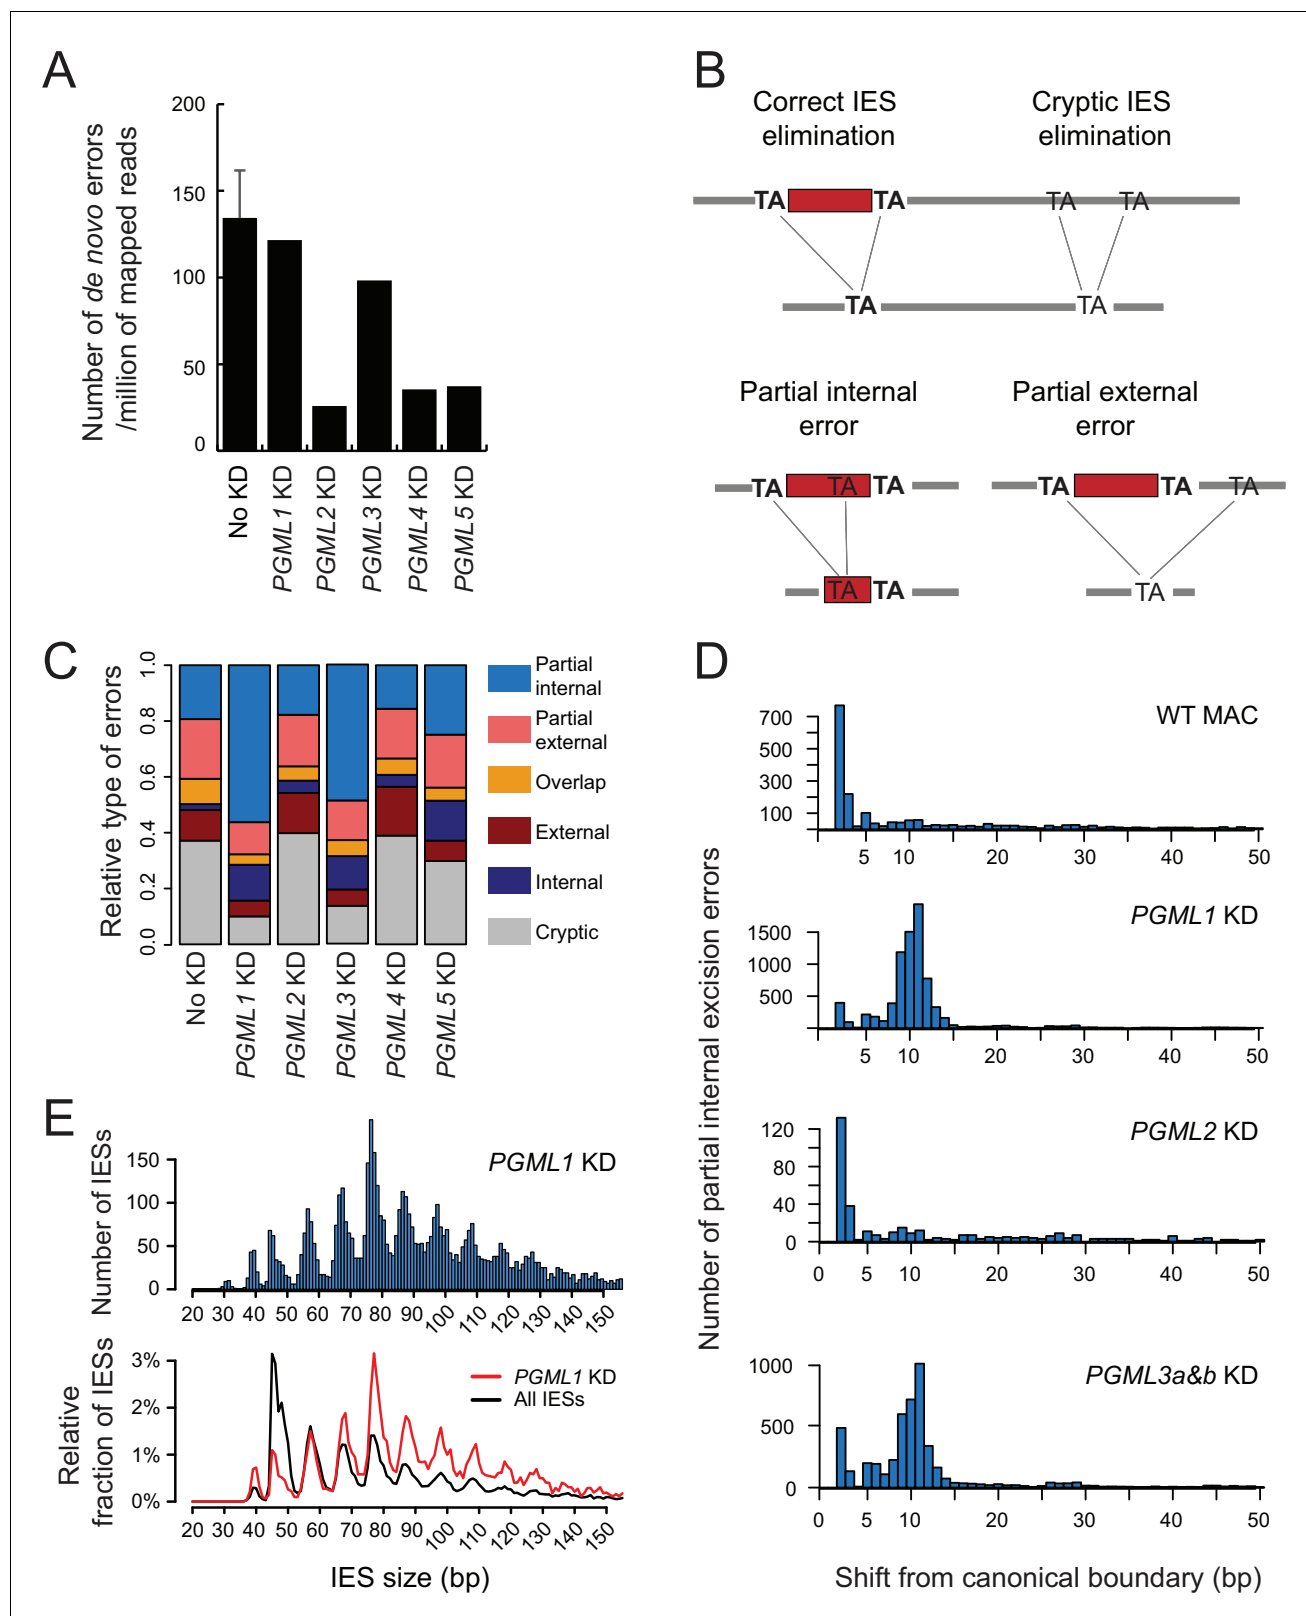 A
Number of de novo errors
/million of mapped reads
200
150
100
50
0
No KD
PGML1 KD
PGML2 KD
PGML3 KD
PGML4 KD
PGML5 KD
B
Correct IES
elimination
Cryptic IES
elimination
TA TA TA TA
TA TA
Partial internal
error
Partial external
error
TA TA TA
TA TA
TA TA TA
TA
C
Relative type of errors
1.0
0.8
0.6
0.4
0.2
0.0
No KD
PGML1 KD
PGML2 KD
PGML3 KD
PGML4 KD
PGML5 KD
Partial
internal
Partial
external
Overlap
External
Internal
Cryptic
D
Number of partial internal excision errors
WT MAC
700
500
300
100
5 10 20 30 40 50
PGML1 KD
1500
1000
500
5 10 20 30 40 50
PGML2 KD
120
80
40
0
0 5 10 20 30 40 50
PGML3a&b KD
1000
500
0
0 5 10 20 30 40 50
Shift from canonical boundary (bp)
E
Number of IESs
PGML1 KD
150
100
50
0
20 30 40 50 60 70 80 90 100 110 120 130 140 150
Relative
fraction of IESs
3%
2%
1%
0%
PGML1 KD
All IESs
20 30 40 50 60 70 80 90 100 110 120 130 140 150
IES size (bp)